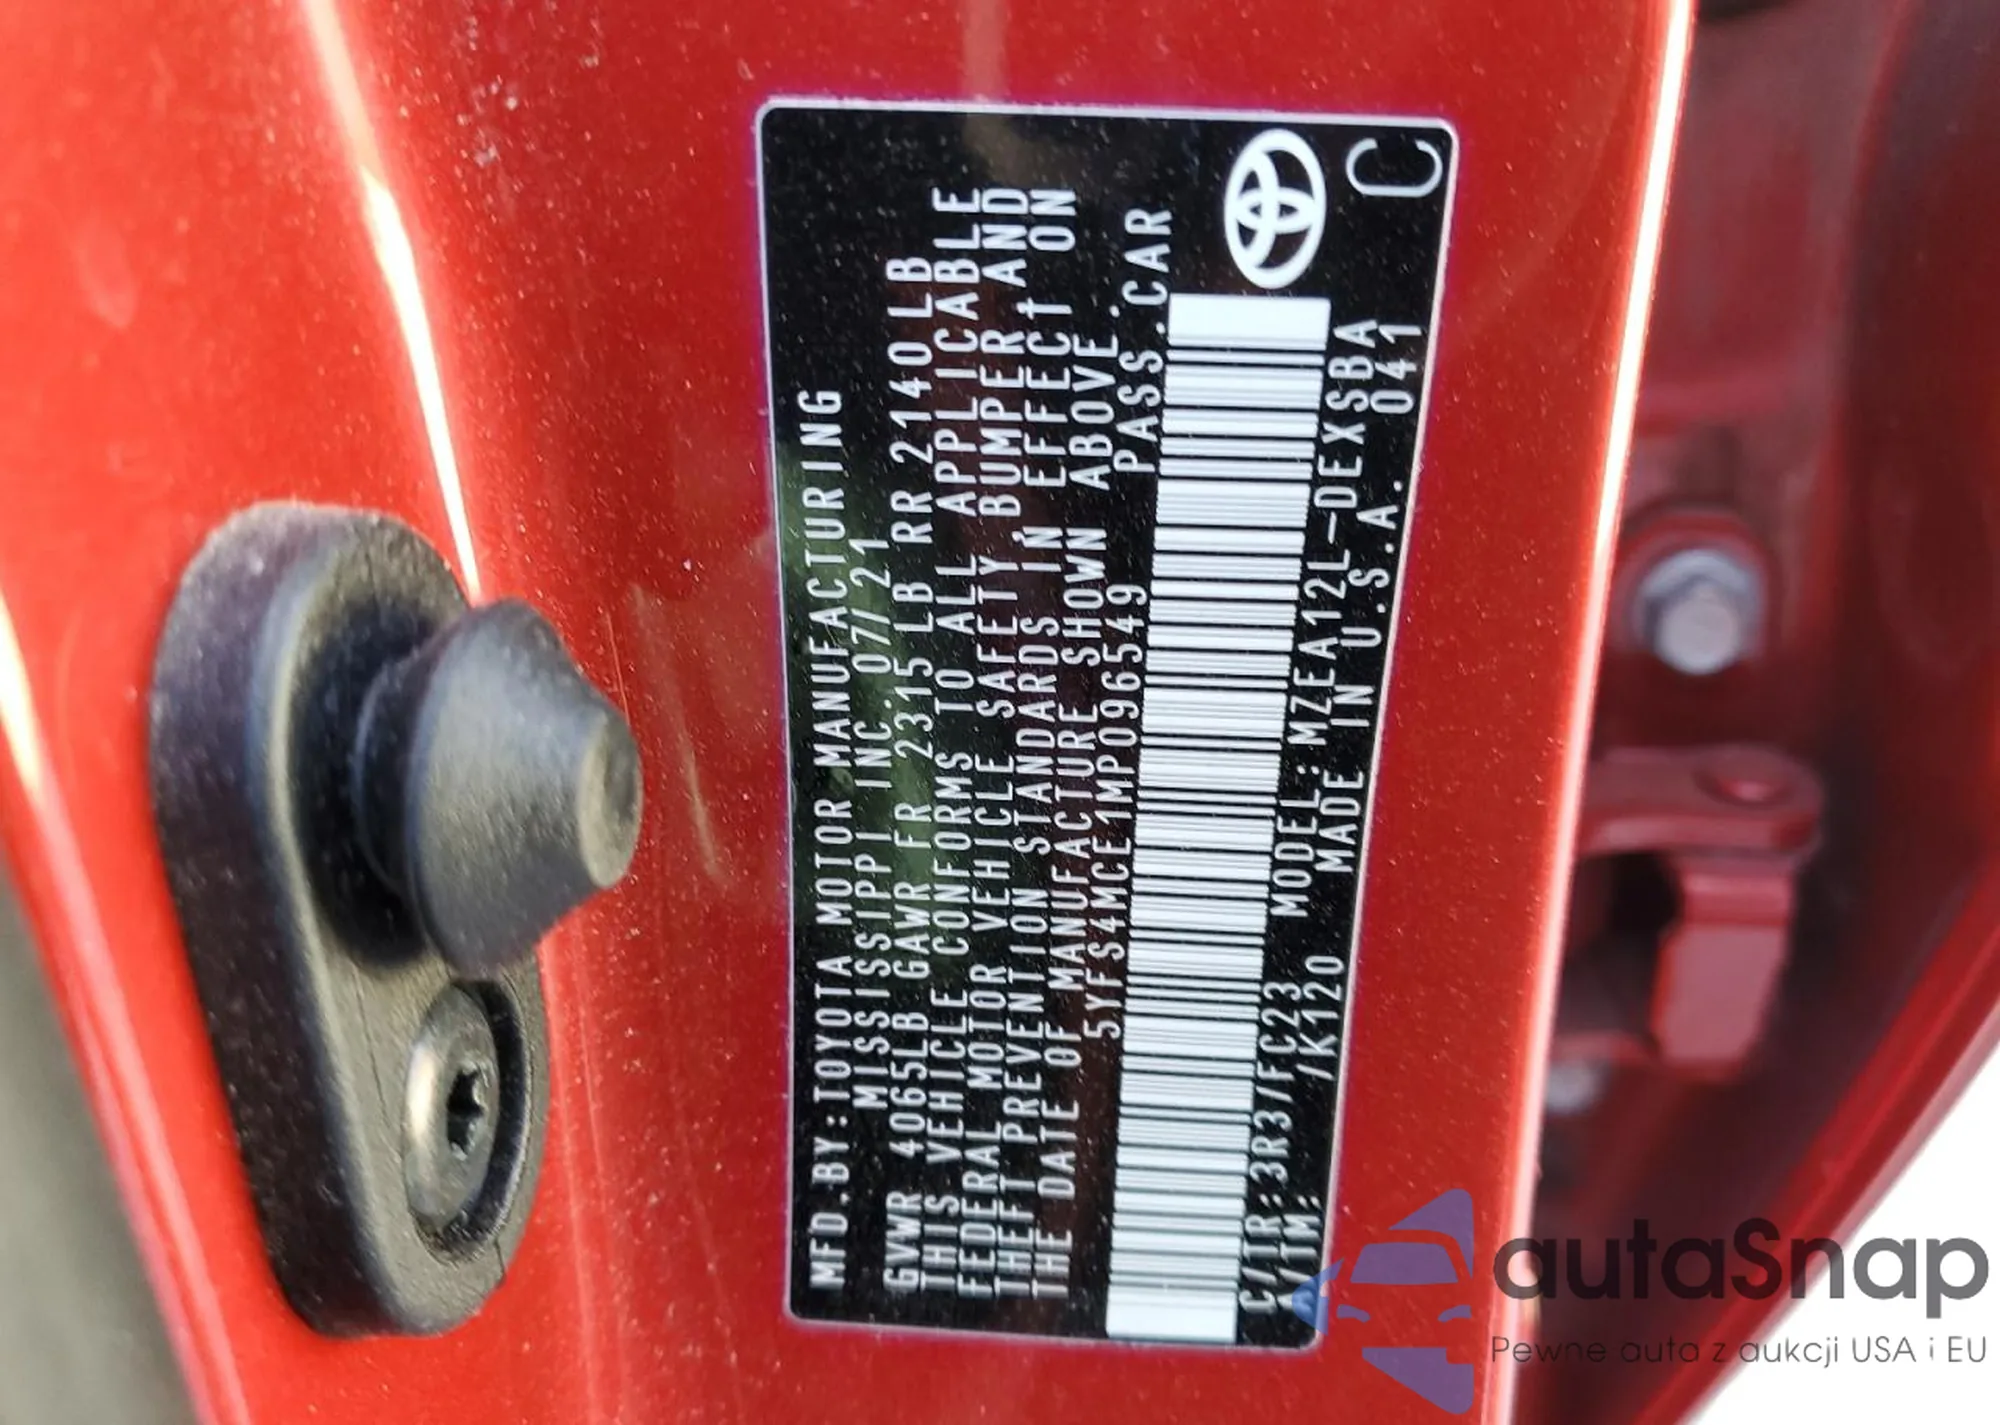 MFD.BY:TOYOTA MOTOR MANUFACTURING
MISSISSIPPI INC.07/21
GVWR 4065LB GAWR FR 2315 LB RR 2140LB
THIS VEHICLE CONFORMS TO ALL APPLICABLE
FEDERAL MOTOR VEHICLE SAFETY, BUMPER AND
THEFT PREVENTION STANDARDS IN EFFECT ON
THE DATE OF MANUFACTURE SHOWN ABOVE.
5YFS4MCE1MP096549 PASS.CAR
C/TR:3R3/FC23 MODEL:MZEA12L-DEXSBA
A/TM: /K120 MADE IN U.S.A. 041
C
autaSnap
Pewne auta z aukcji USA i EU